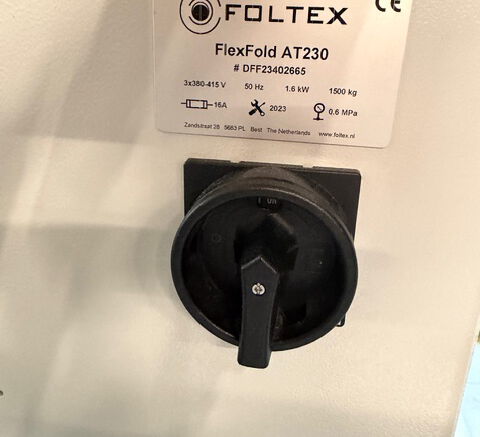 FOLTEX CE
FlexFold AT230
# DFF23402665
3x380-415 V 50 Hz 1.6 kW 1500 kg
16A 2023 0.6 MPa
Zandstraat 28 5683 PL Best The Netherlands www.foltex.nl